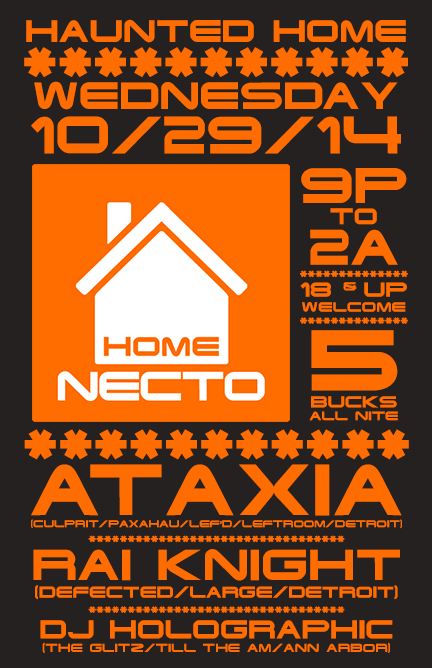 HAUNTED HOME
WEDNESDAY
10/29/14
9P
TO
2A
18 & UP
WELCOME
5
BUCKS
ALL NITE
HOME
NECTO
ATAXIA
(CULPRIT/PAXAHAU/LEF'D/LEFTROOM/DETROIT)
RAI KNIGHT
(DEFECTED/LARGE/DETROIT)
DJ HOLOGRAPHIC
(THE GLITZ/TILL THE AM/ANN ARBOR)